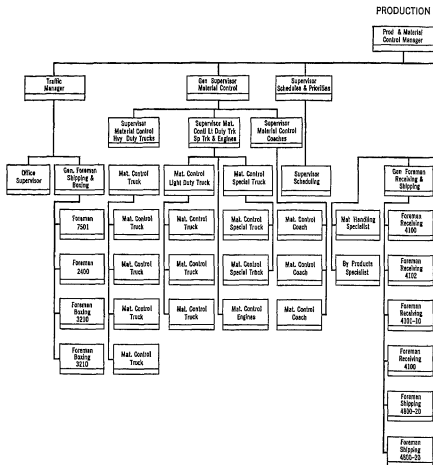 PRODUCTION
Prod & Material
Control Manager
Traffic
Manager
Gen Supervisor
Material Control
Supervisor
Schedules & Priorities
Supervisor
Material Control
Hvy Duty Trucks
Supervisor Mat.
Contl Lt Duty Trk
Sp Trk & Engines
Supervisor
Material Control
Coaches
Office
Supervisor
Gen. Foreman
Shipping &
Boxing
Mat. Control
Truck
Mat. Control
Light Duty Truck
Mat. Control
Special Truck
Supervisor
Scheduling
Gen Foreman
Receiving &
Shipping
Foreman
7501
Mat. Control
Truck
Mat. Control
Truck
Mat. Control
Special Truck
Mat. Control
Coach
Mat Handling
Specialist
Foreman
Receiving
4100
Foreman
2400
Mat. Control
Truck
Mat. Control
Truck
Mat. Control
Special Truck
Mat. Control
Coach
By Products
Specialist
Foreman
Receiving
4102
Foreman
Boxing
3210
Mat. Control
Truck
Mat. Control
Truck
Mat. Control
Engines
Mat. Control
Coach
Foreman
Receiving
4100-10
Foreman
Boxing
3210
Mat. Control
Truck
Foreman
Receiving
4100
Foreman
Shipping
4800-20
Foreman
Shipping
4800-20